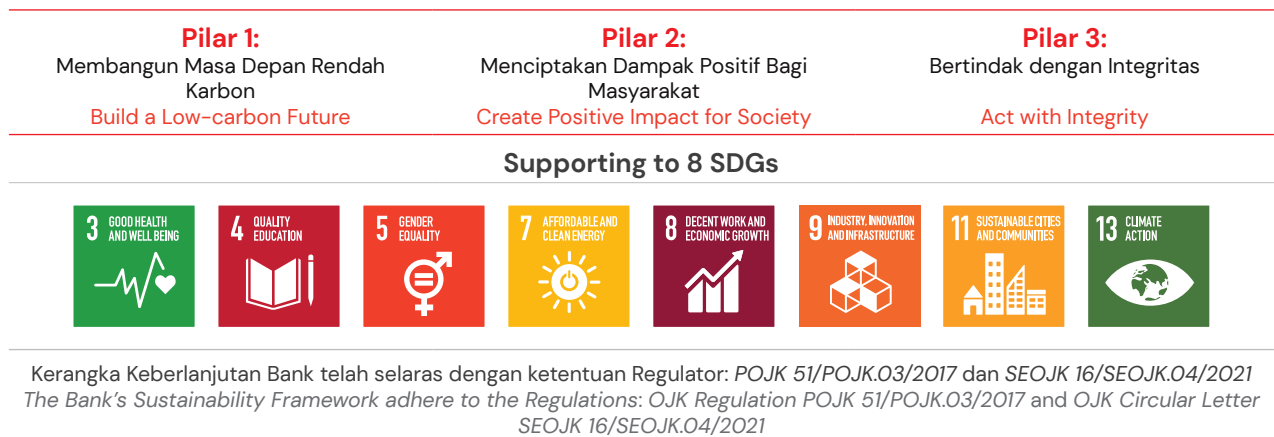 Pilar 1:
Membangun Masa Depan Rendah
Karbon
Build a Low-carbon Future
Pilar 2:
Menciptakan Dampak Positif Bagi
Masyarakat
Create Positive Impact for Society
Pilar 3:
Bertindak dengan Integritas
Act with Integrity
Supporting to 8 SDGs
3 GOOD HEALTH
AND WELL BEING
4 QUALITY
EDUCATION
5 GENDER
EQUALITY
7 AFFORDABLE AND
CLEAN ENERGY
8 DECENT WORK AND
ECONOMIC GROWTH
9 INDUSTRY, INNOVATION
AND INFRASTRUCTURE
11 SUSTAINABLE CITIES
AND COMMUNITIES
13 CLIMATE
ACTION
Kerangka Keberlanjutan Bank telah selaras dengan ketentuan Regulator: POJK 51/POJK.03/2017 dan SEOJK 16/SEOJK.04/2021
The Bank's Sustainability Framework adhere to the Regulations: OJK Regulation POJK 51/POJK.03/2017 and OJK Circular Letter
SEOJK 16/SEOJK.04/2021